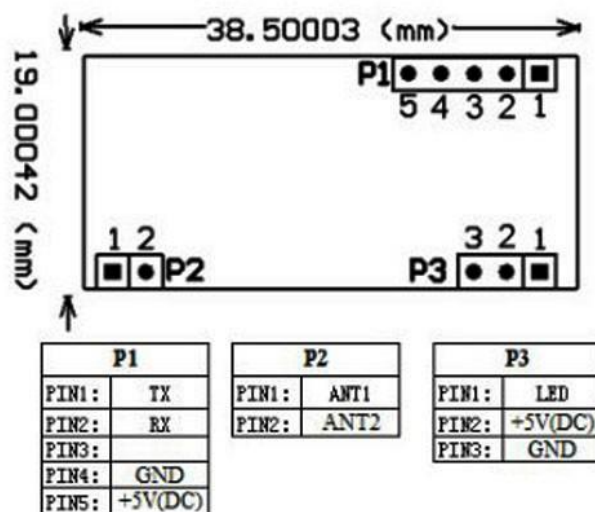 38.50003 (mm)
19.00042 (mm)
P1
5 4 3 2 1
1 2
P2
3 2 1
P3
P1
PIN1: TX
PIN2: RX
PIN3:
PIN4: GND
PIN5: +5V(DC)
P2
PIN1: ANT1
PIN2: ANT2
P3
PIN1: LED
PIN2: +5V(DC)
PIN3: GND